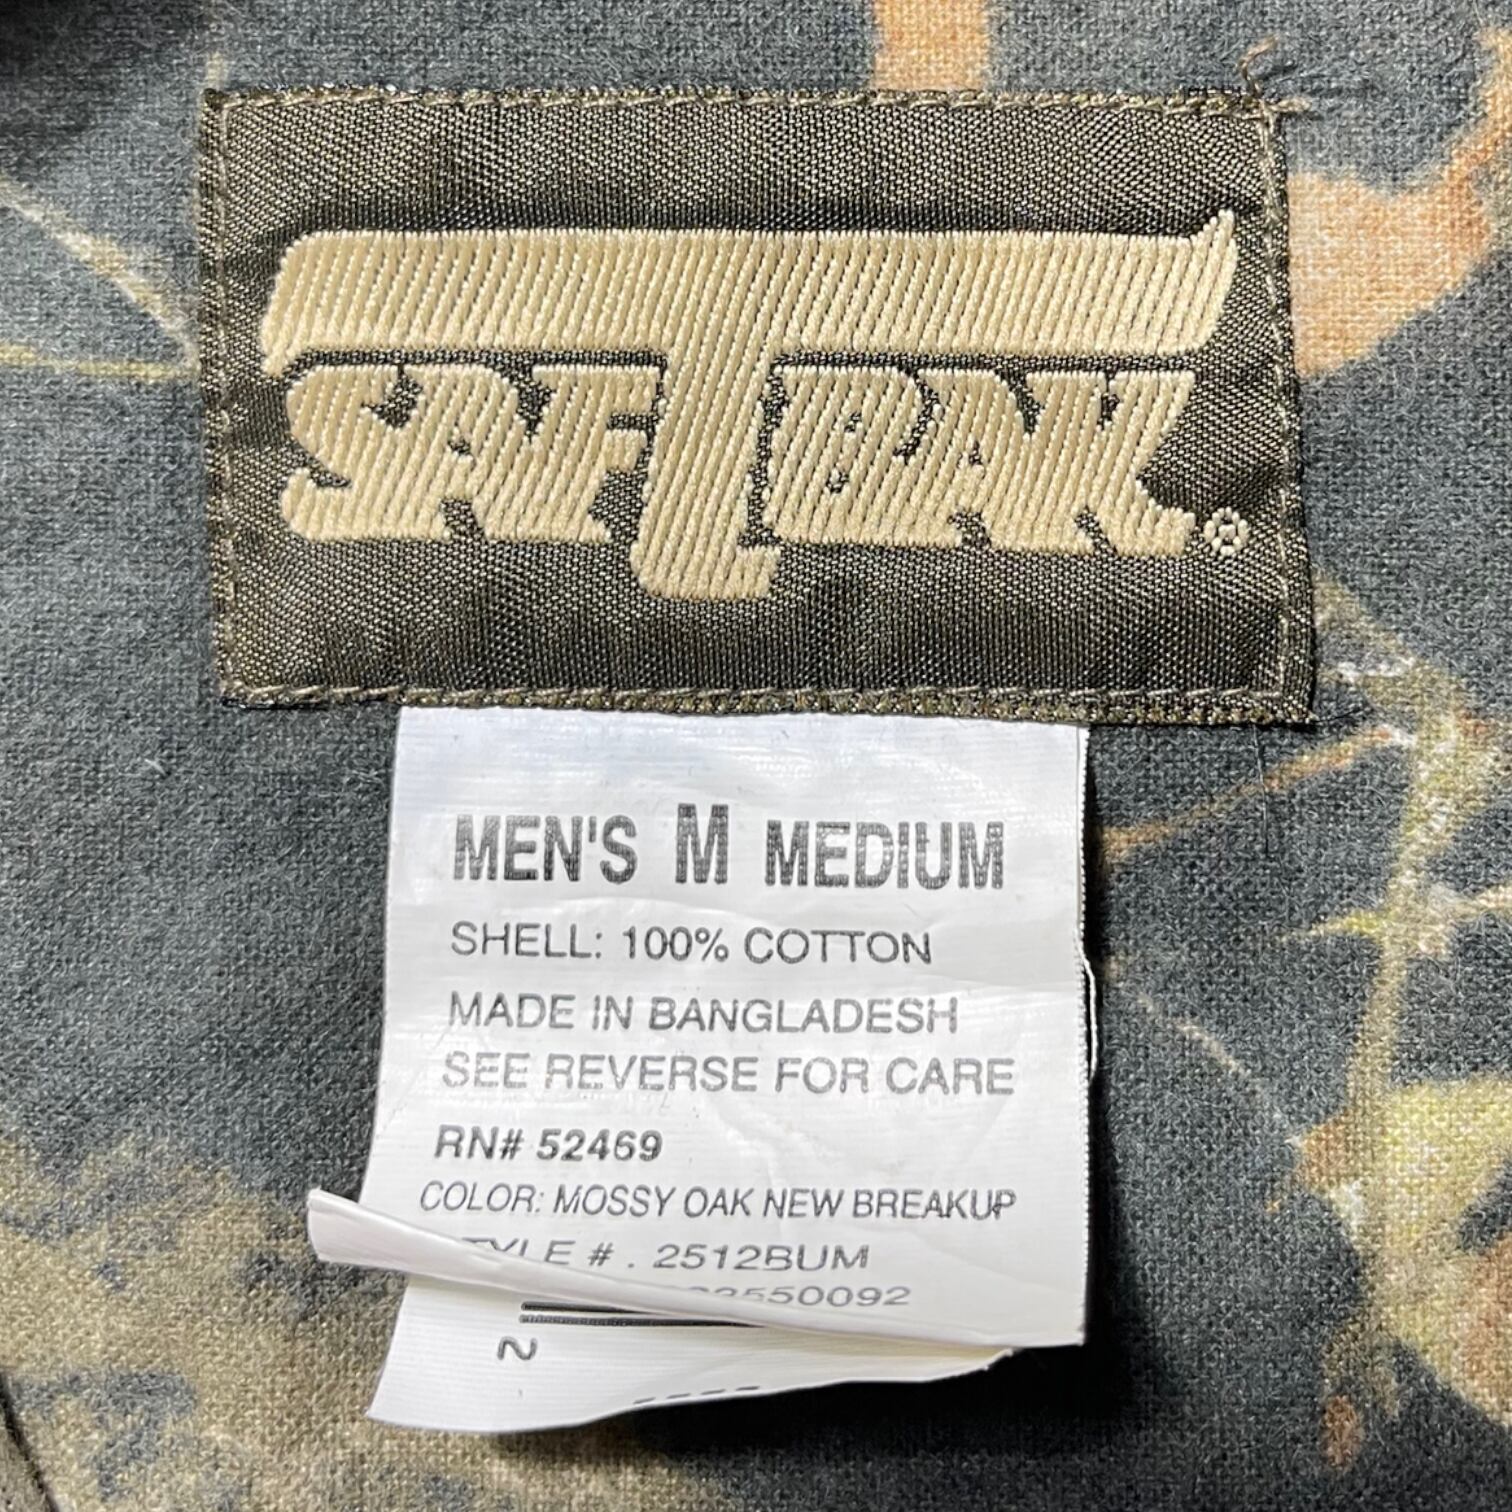 SAFTBAK®
MEN'S M MEDIUM
SHELL: 100% COTTON
MADE IN BANGLADESH
SEE REVERSE FOR CARE
RN# 52469
COLOR: MOSSY OAK NEW BREAKUP
# . 2512BUM
2